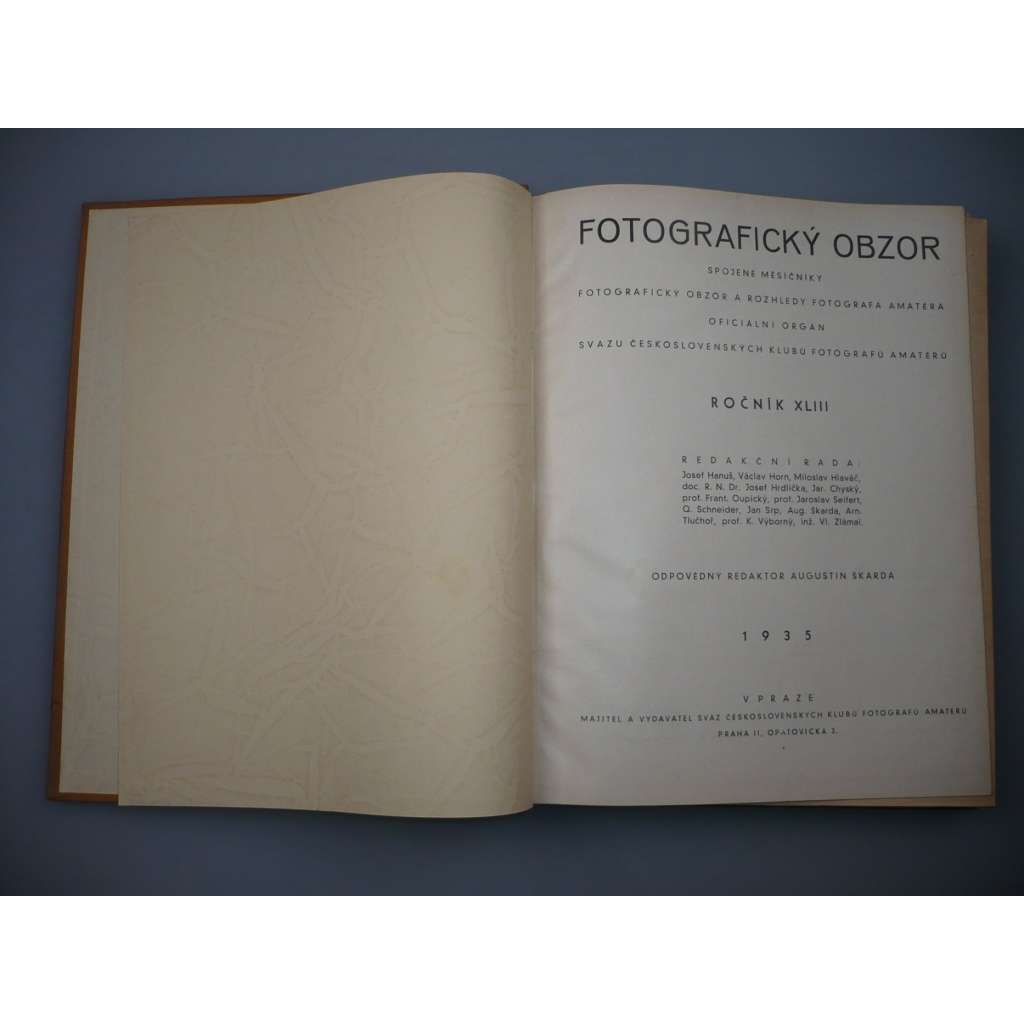 FOTOGRAFICKÝ OBZOR
SPOJENÉ MĚSÍČNÍKY
FOTOGRAFICKÝ OBZOR A ROZHLEDY FOTOGRAFA AMATÉRA
OFICIÁLNÍ ORGÁN
SVAZU ČESKOSLOVENSKÝCH KLUBŮ FOTOGRAFŮ AMATÉRŮ
ROČNÍK XLIII
REDAKČNÍ RADA:
Josef Hanuš, Václav Horn, Miloslav Hlaváč,
doc. R. N. Dr. Josef Hrdlička, Jar. Chyský,
prof. Frant. Oupický, prof. Jaroslav Seifert,
Q. Schneider, Jan Srp, Aug. Škarda, Arn.
Tluchoř, prof. K. Výborný, inž. Vl. Zlámal.
ODPOVĚDNÝ REDAKTOR AUGUSTIN ŠKARDA
1935
V PRAZE
MAJITEL A VYDAVATEL SVAZ ČESKOSLOVENSKÝCH KLUBŮ FOTOGRAFŮ AMATÉRŮ
PRAHA II, OPATOVICKÁ 3.